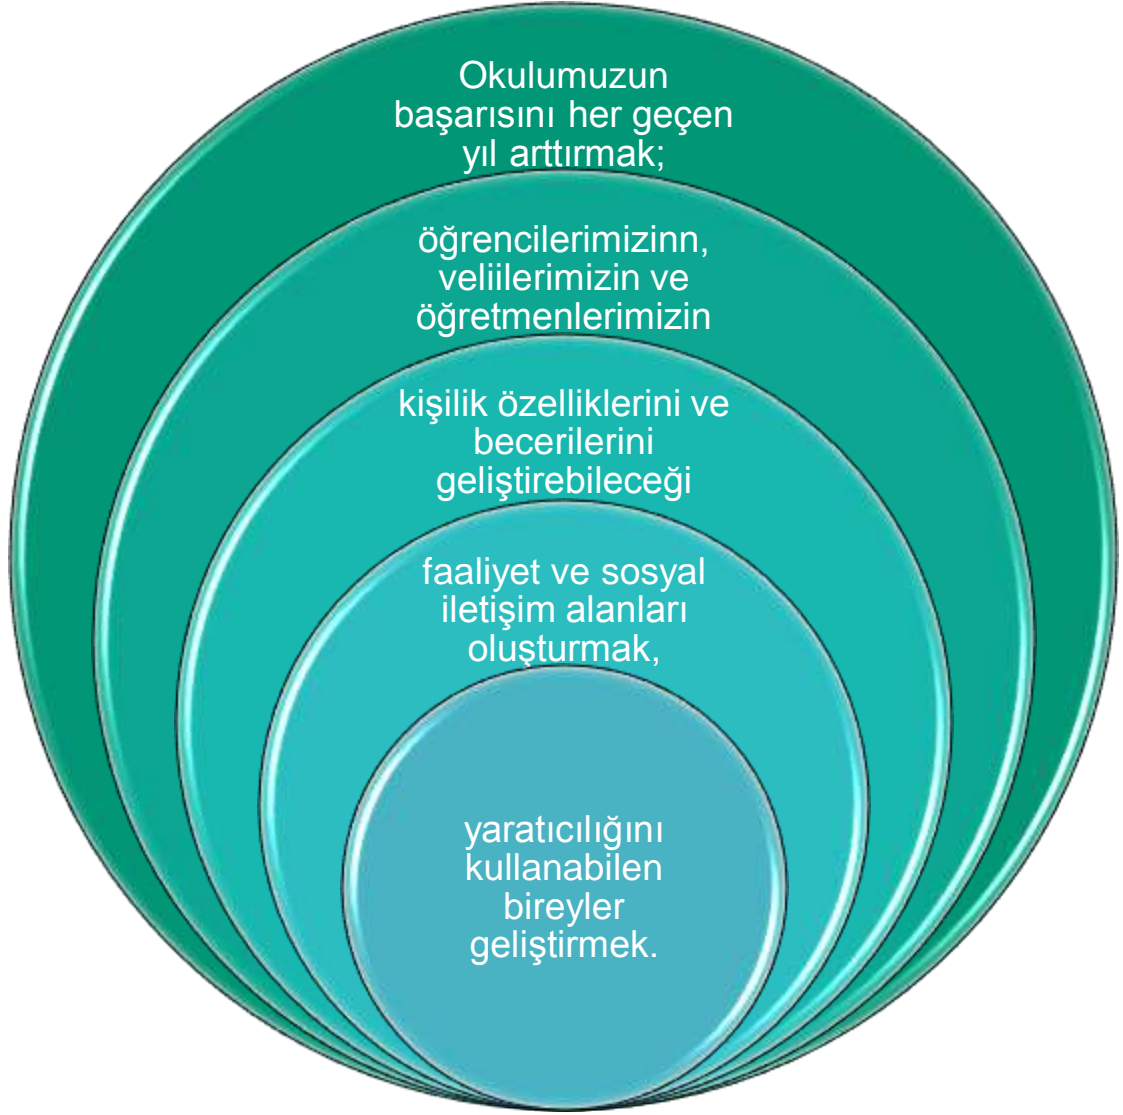 Okulumuzun
başarısını her geçen
yıl arttırmak;
öğrencilerimizinn,
veliilerimizin ve
öğretmenlerimizin
kişilik özelliklerini ve
becerilerini
geliştirebileceği
faaliyet ve sosyal
iletişim alanları
oluşturmak,
yaratıcılığını
kullanabilen
bireyler
geliştirmek.